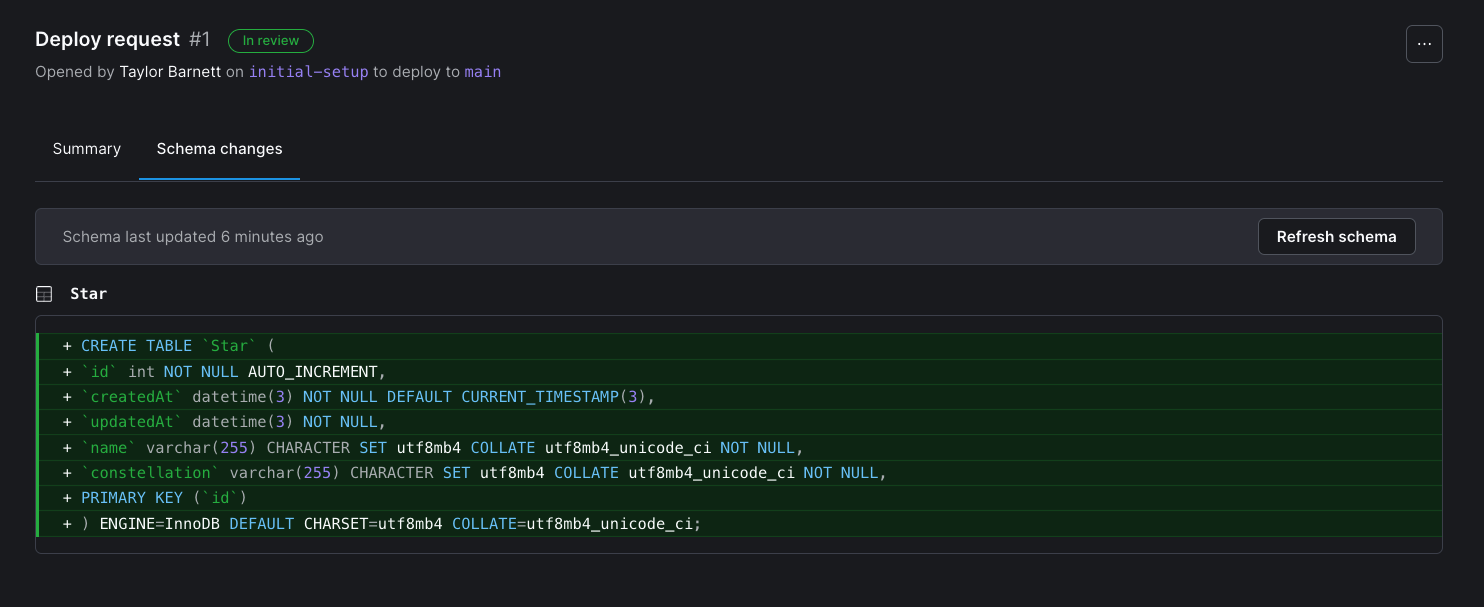 Deploy request #1 In review
...
Opened by Taylor Barnett on initial-setup to deploy to main
Summary Schema changes
Schema last updated 6 minutes ago Refresh schema
Star
+ CREATE TABLE `Star` (
+ `id` int NOT NULL AUTO_INCREMENT,
+ `createdAt` datetime(3) NOT NULL DEFAULT CURRENT_TIMESTAMP(3),
+ `updatedAt` datetime(3) NOT NULL,
+ `name` varchar(255) CHARACTER SET utf8mb4 COLLATE utf8mb4_unicode_ci NOT NULL,
+ `constellation` varchar(255) CHARACTER SET utf8mb4 COLLATE utf8mb4_unicode_ci NOT NULL,
+ PRIMARY KEY (`id`)
+ ) ENGINE=InnoDB DEFAULT CHARSET=utf8mb4 COLLATE=utf8mb4_unicode_ci;